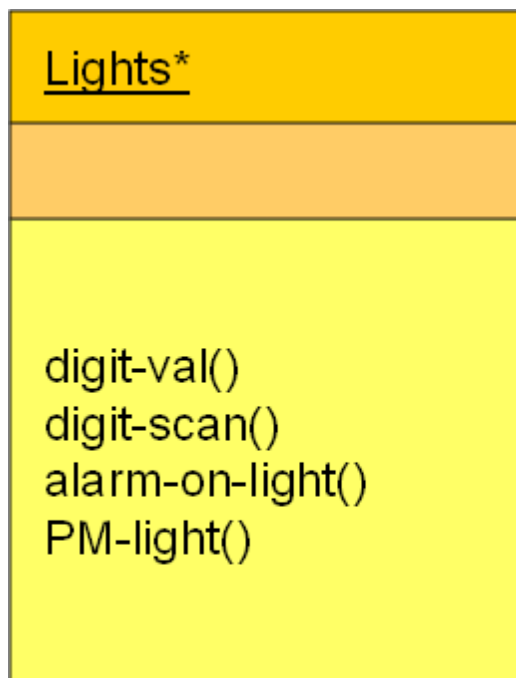 Lights*
digit-val()
digit-scan()
alarm-on-light()
PM-light()